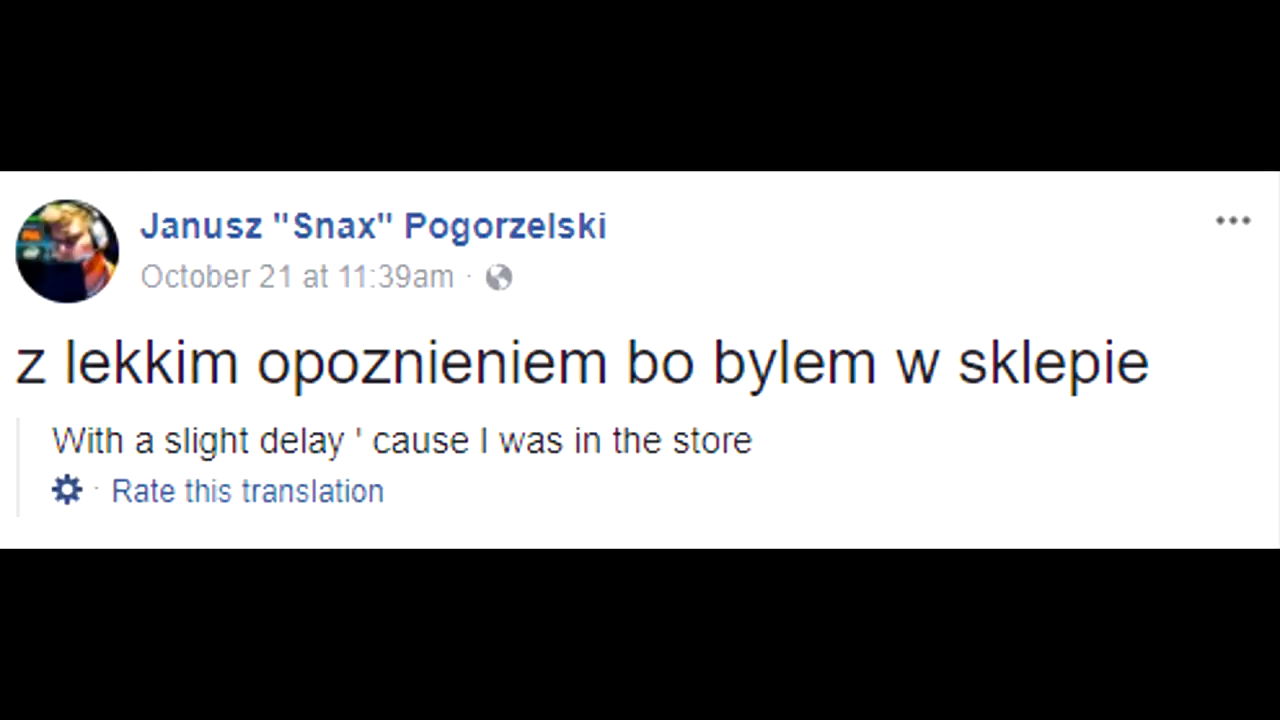 Janusz "Snax" Pogorzelski
October 21 at 11:39am ·
z lekkim opoznieniem bo bylem w sklepie
With a slight delay ' cause I was in the store
· Rate this translation